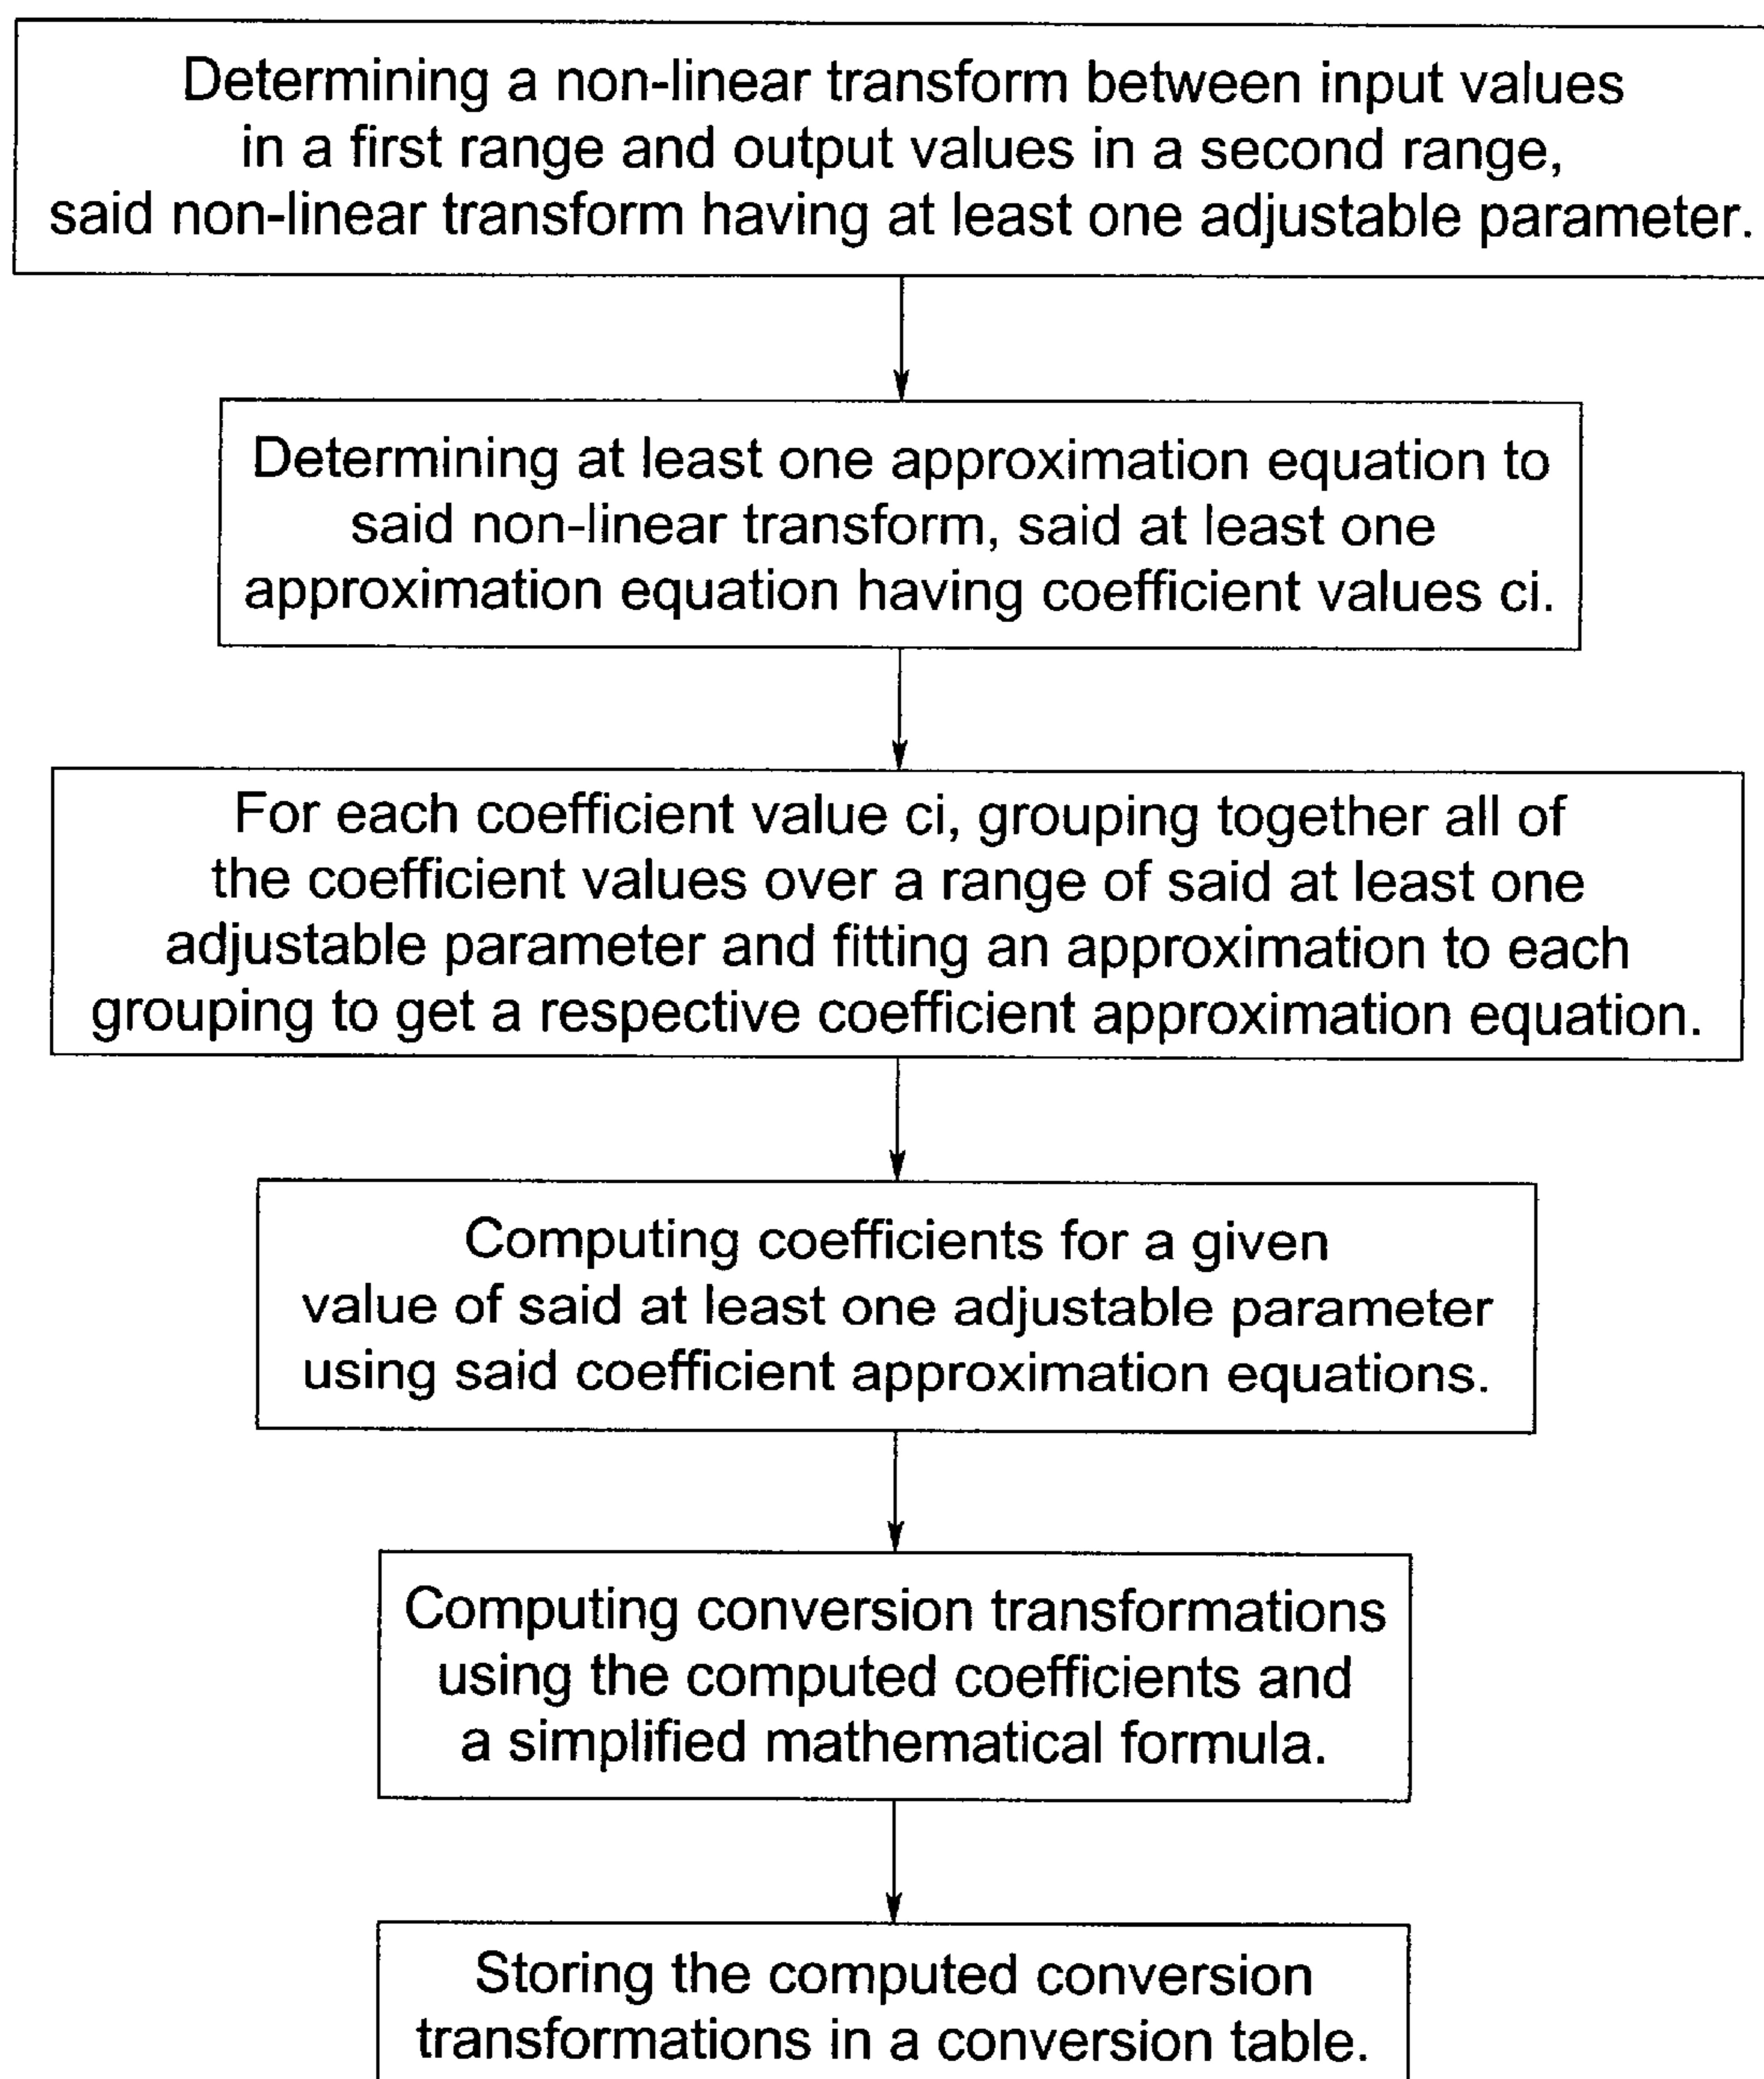 Determining a non-linear transform between input values
in a first range and output values in a second range,
said non-linear transform having at least one adjustable parameter.
Determining at least one approximation equation to
said non-linear transform, said at least one
approximation equation having coefficient values ci.
For each coefficient value ci, grouping together all of
the coefficient values over a range of said at least one
adjustable parameter and fitting an approximation to each
grouping to get a respective coefficient approximation equation.
Computing coefficients for a given
value of said at least one adjustable parameter
using said coefficient approximation equations.
Computing conversion transformations
using the computed coefficients and
a simplified mathematical formula.
Storing the computed conversion
transformations in a conversion table.